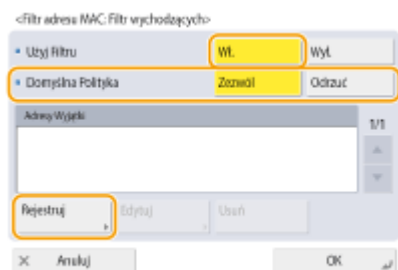 <Filtr adresu MAC: Filtr wychodzących>
Użyj Filtru Wł. Wył.
Domyślna Polityka Zezwól Odrzuć
Adresy Wyjątki
1/1
Rejestruj Edytuj Usuń
Anuluj OK